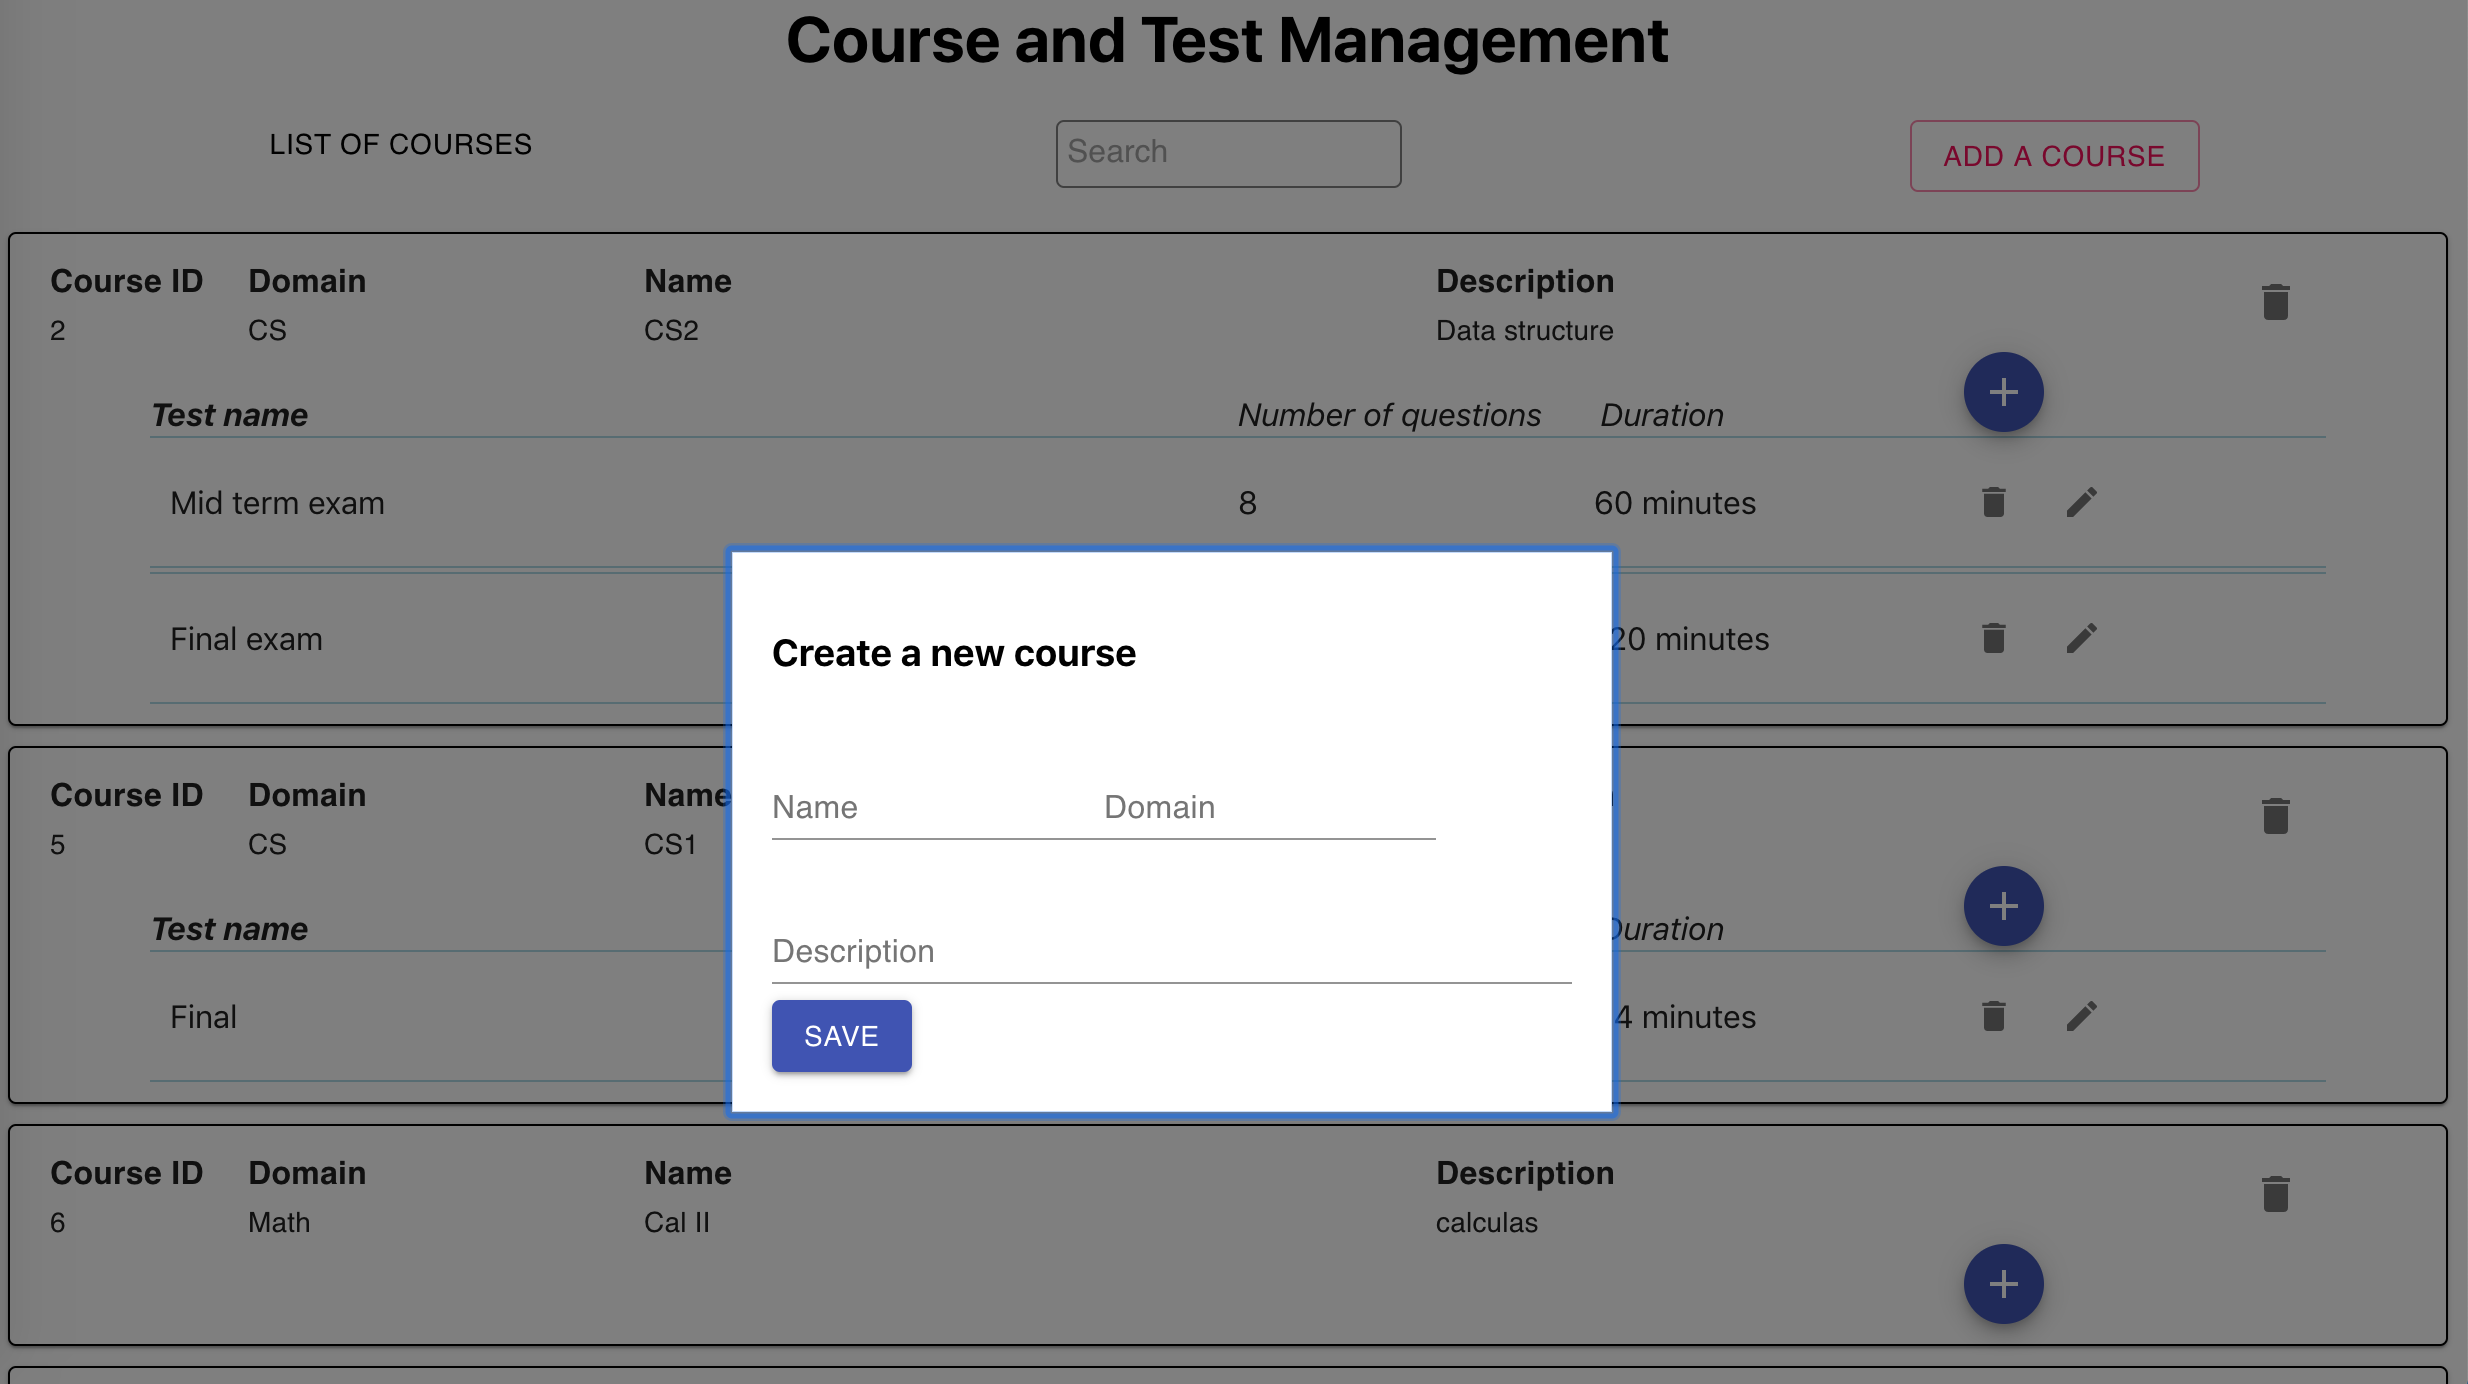 Course and Test Management
LIST OF COURSES Search ADD A COURSE
Course ID Domain Name Description
2 CS CS2 Data structure
Test name Number of questions Duration
Mid term exam 8 60 minutes
Final exam 20 minutes
Create a new course
Name Domain
Description
SAVE
Course ID Domain Name
5 CS CS1
Test name Duration
Final 4 minutes
Course ID Domain Name Description
6 Math Cal II calculas